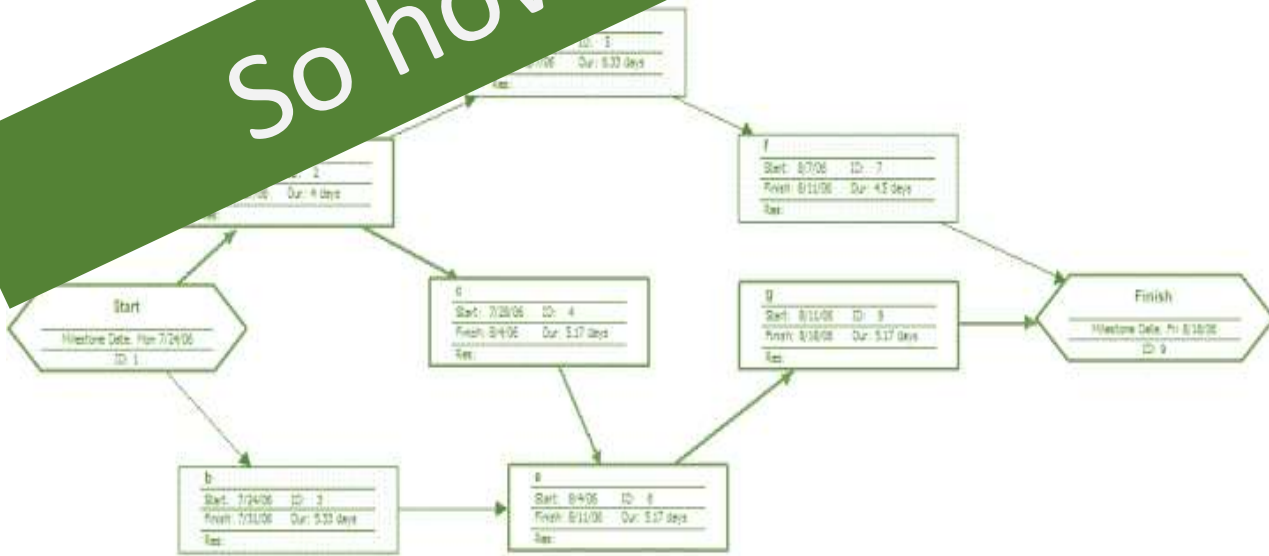 So how
ID: 5
Dur: 6.33 days
Res:
f
Start: 8/7/06 ID: 7
Finish: 8/11/06 Dur: 4.5 days
Res:
2
Dur: 4 days
Start
Milestone Date: Mon 7/24/06
ID: 1
c
Start: 7/28/06 ID: 4
Finish: 8/4/06 Dur: 5.17 days
Res:
g
Start: 8/11/06 ID:
Finish: 8/18/06 Dur: 5.17 days
Res:
Finish
Milestone Date: Fri 8/18/06
ID: 9
b
Start: 7/24/06 ID: 3
Finish: 7/31/06 Dur: 5.33 days
Res:
e
Start: 8/4/06 ID: 6
Finish: 8/11/06 Dur: 5.17 days
Res: